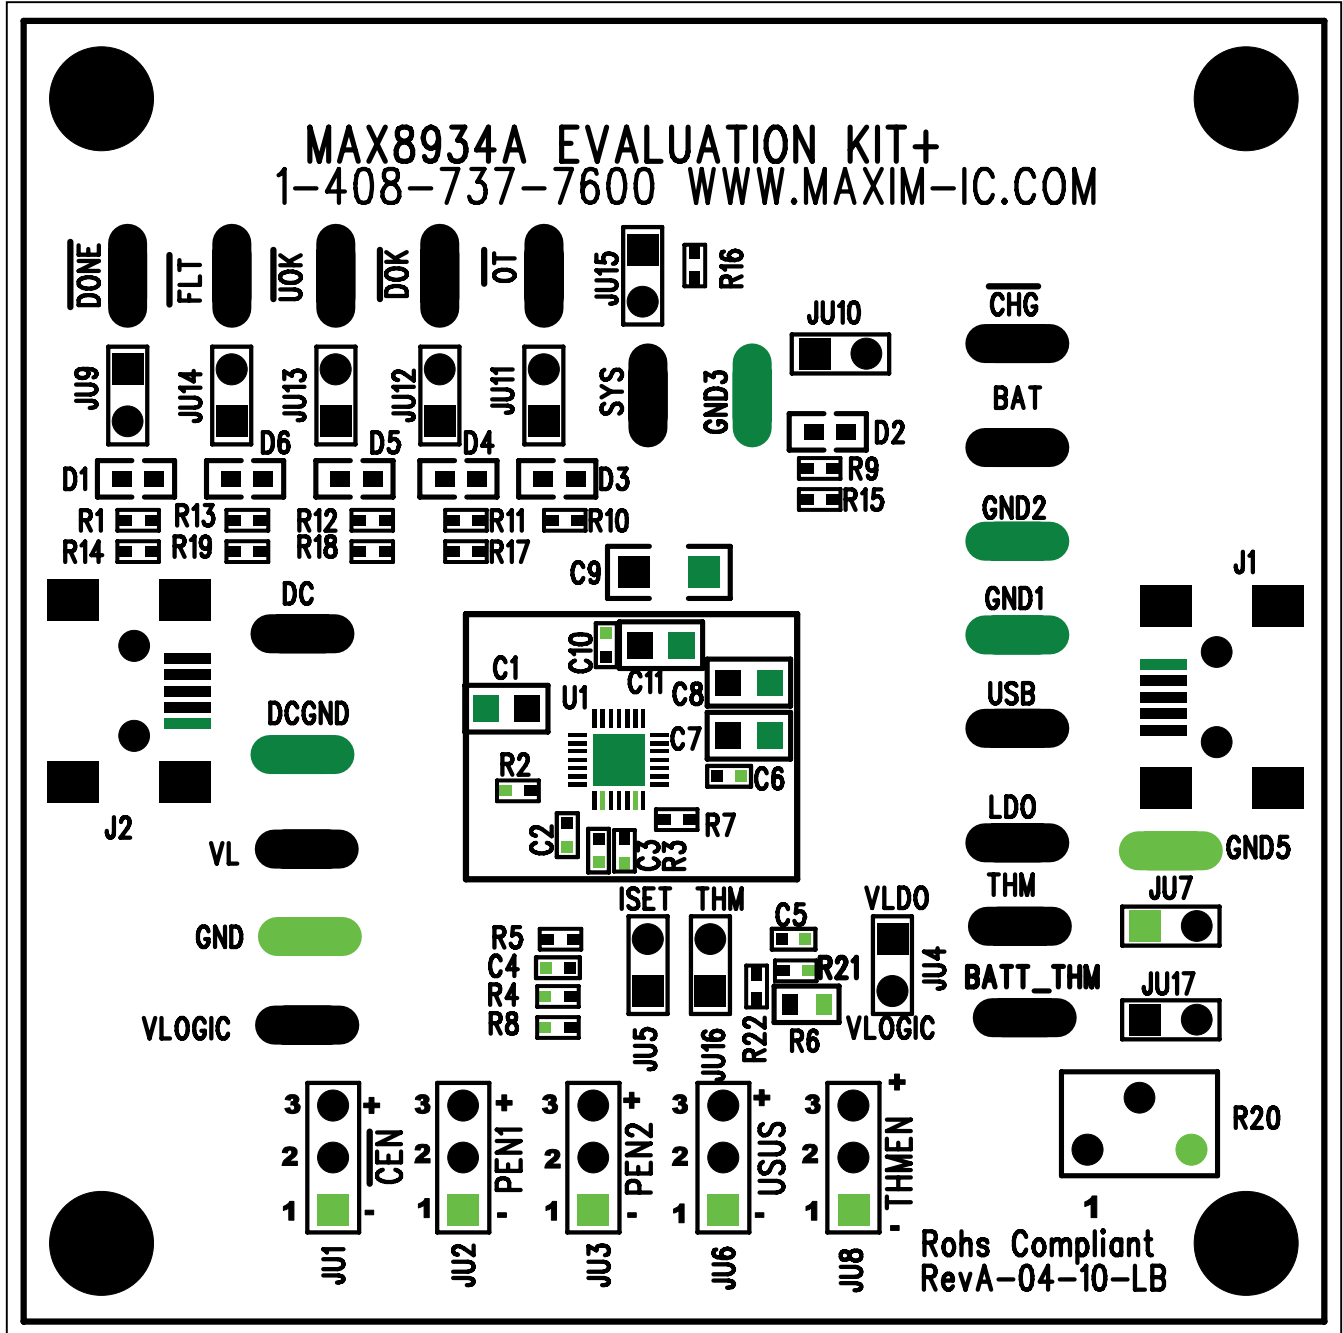 MAX8934A EVALUATION KIT+
1-408-737-7600 WWW.MAXIM-IC.COM
DONE
FLT
UOK
DOK
OT
JU15
R16
CHG
JU10
JU9
JU14
JU13
JU12
JU11
SYS
GND3
BAT
D6
D5
D4
D2
D1
D3
R9
R15
GND2
R1
R13
R12
R11
R10
R14
R19
R18
R17
C9
J1
DC
GND1
C10
C11
C1
U1
C8
USB
DCGND
C7
R2
C6
J2
C2
C3
R3
R7
LDO
VL
GND5
THM
JU7
ISET
THM
VLDO
GND
R5
C5
C4
R21
JU4
BATT_THM
R4
JU17
VLOGIC
R8
JU5
JU16
R22
R6
VLOGIC
3 +
3 +
3 +
3 +
3 +
2 CEN
2 PEN1
2 PEN2
2 USUS
2 THMEN
R20
1 -
1 -
1 -
1 -
1 -
1
JU1
JU2
JU3
JU6
JU8
Rohs Compliant
RevA-04-10-LB